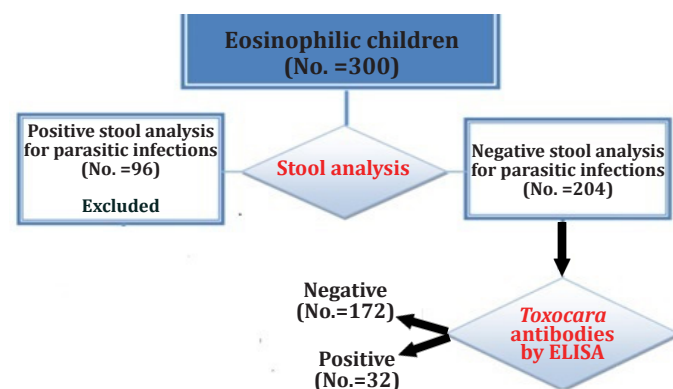 Eosinophilic children
(No. =300)
Positive stool analysis
for parasitic infections
(No. =96)
Excluded
Stool analysis
Negative stool analysis
for parasitic infections
(No. =204)
Toxocara
antibodies
by ELISA
Negative
(No.=172)
Positive
(No.=32)